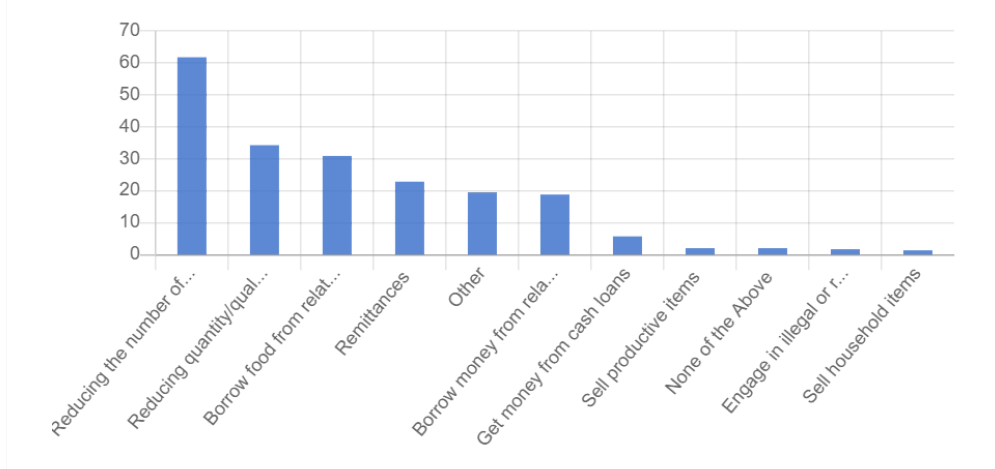 70
60
50
40
30
20
10
0
Reducing the number of...
Reducing quantity/qual...
Borrow food from relat...
Remittances
Other
Borrow money from rela...
Get money from cash loans
Sell productive items
None of the Above
Engage in illegal or r...
Sell household items